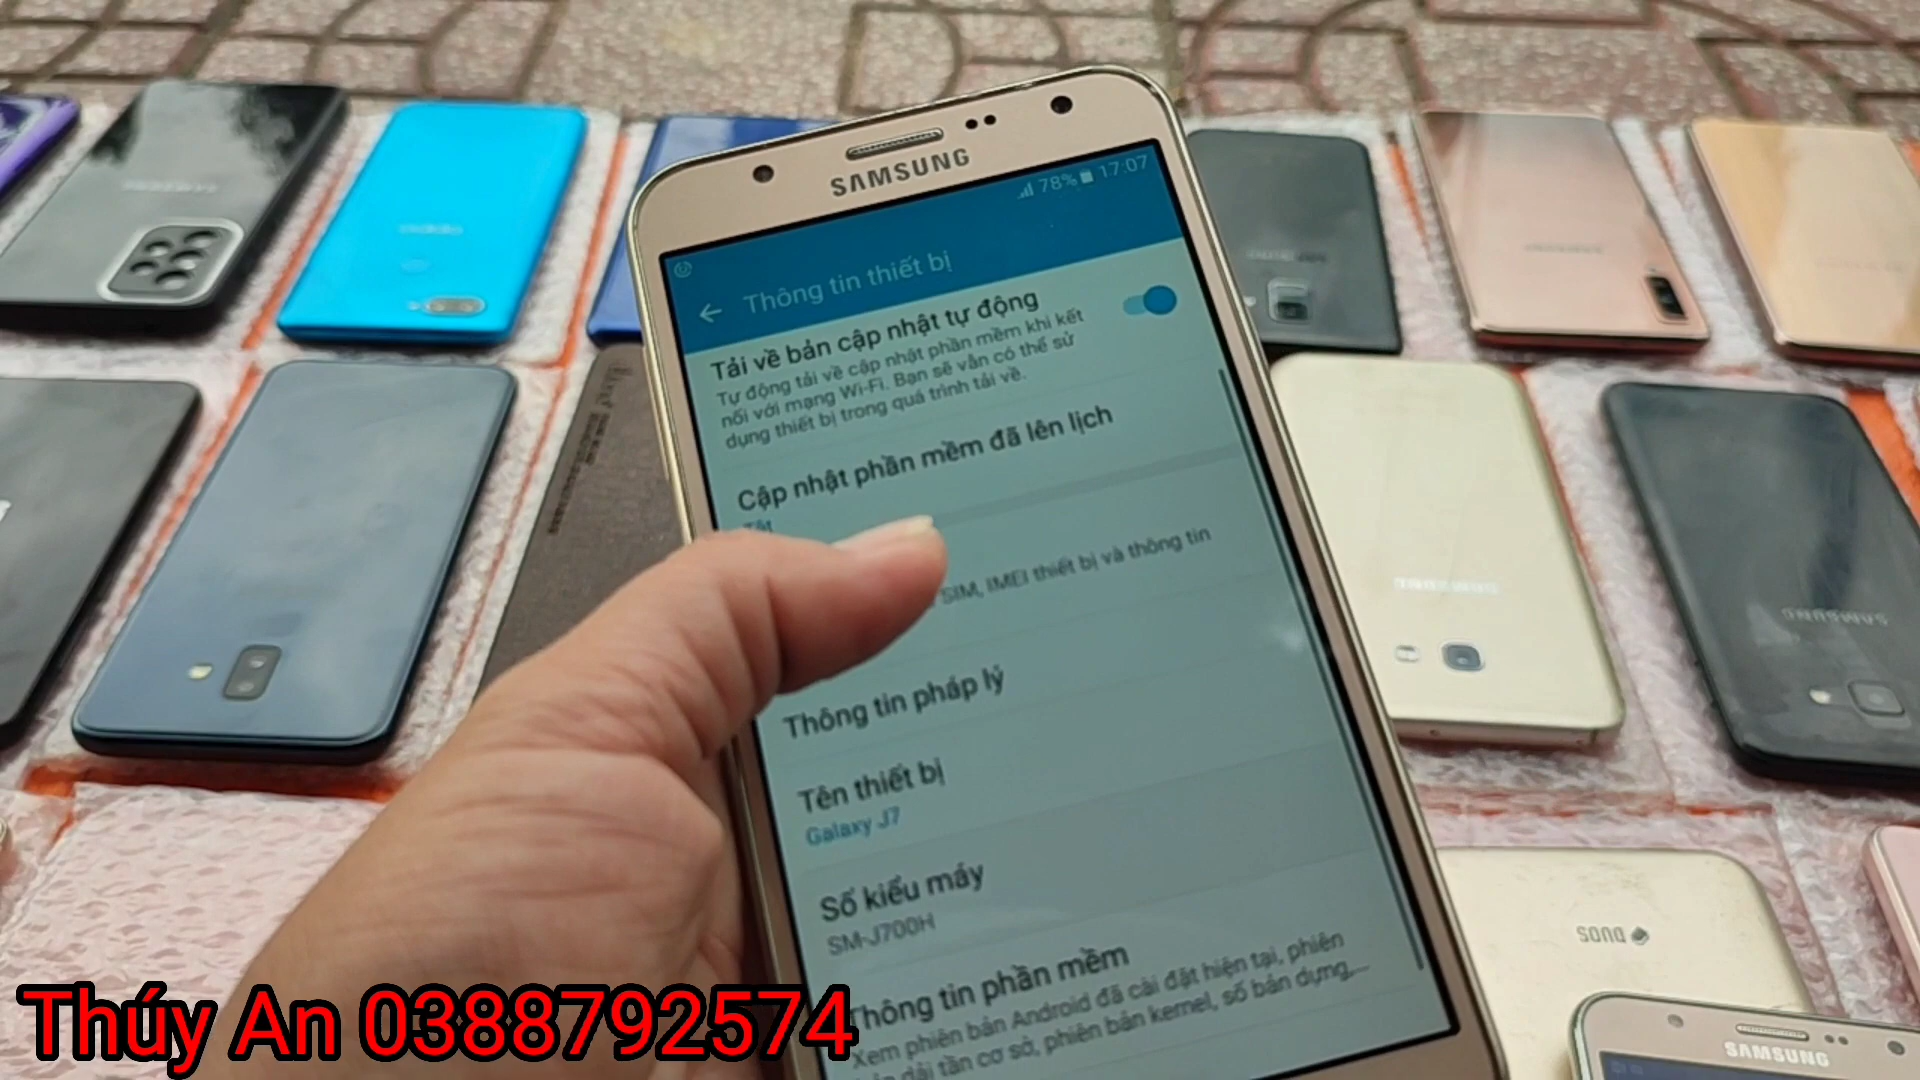 SAMSUNG
78% 17:07
Thông tin thiết bị
Tải về bản cập nhật tự động
Tự động tải về cập nhật phần mềm khi kết
nối với mạng Wi-Fi. Bạn sẽ vẫn có thể sử
dụng thiết bị trong quá trình tải về.
Cập nhật phần mềm đã lên lịch
Tắt
SIM, IMEI thiết bị và thông tin
Thông tin pháp lý
Tên thiết bị
Galaxy J7
Số kiểu máy
SM-J700H
Thông tin phần mềm
Xem phiên bản Android đã cài đặt hiện tại, phiên
bản dải tần cơ sở, phiên bản kernel, số bản dựng,...
SAMSUNG
SAMSUNG
DUOS
SAMSUNG
Thúy An 0388792574